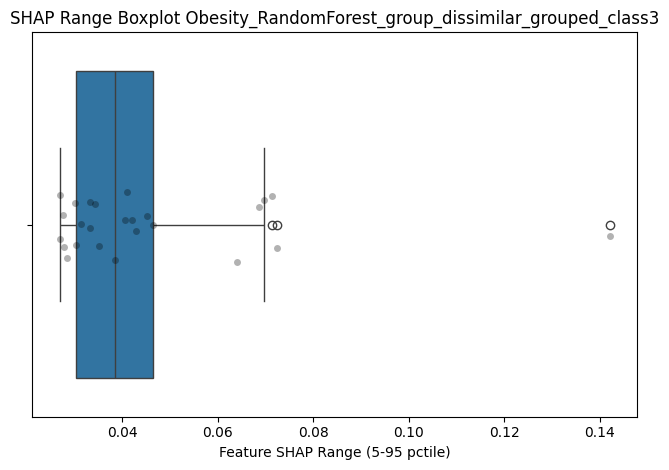 SHAP Range Boxplot Obesity_RandomForest_group_dissimilar_grouped_class3
0.04 0.06 0.08 0.10 0.12 0.14
Feature SHAP Range (5-95 pctile)